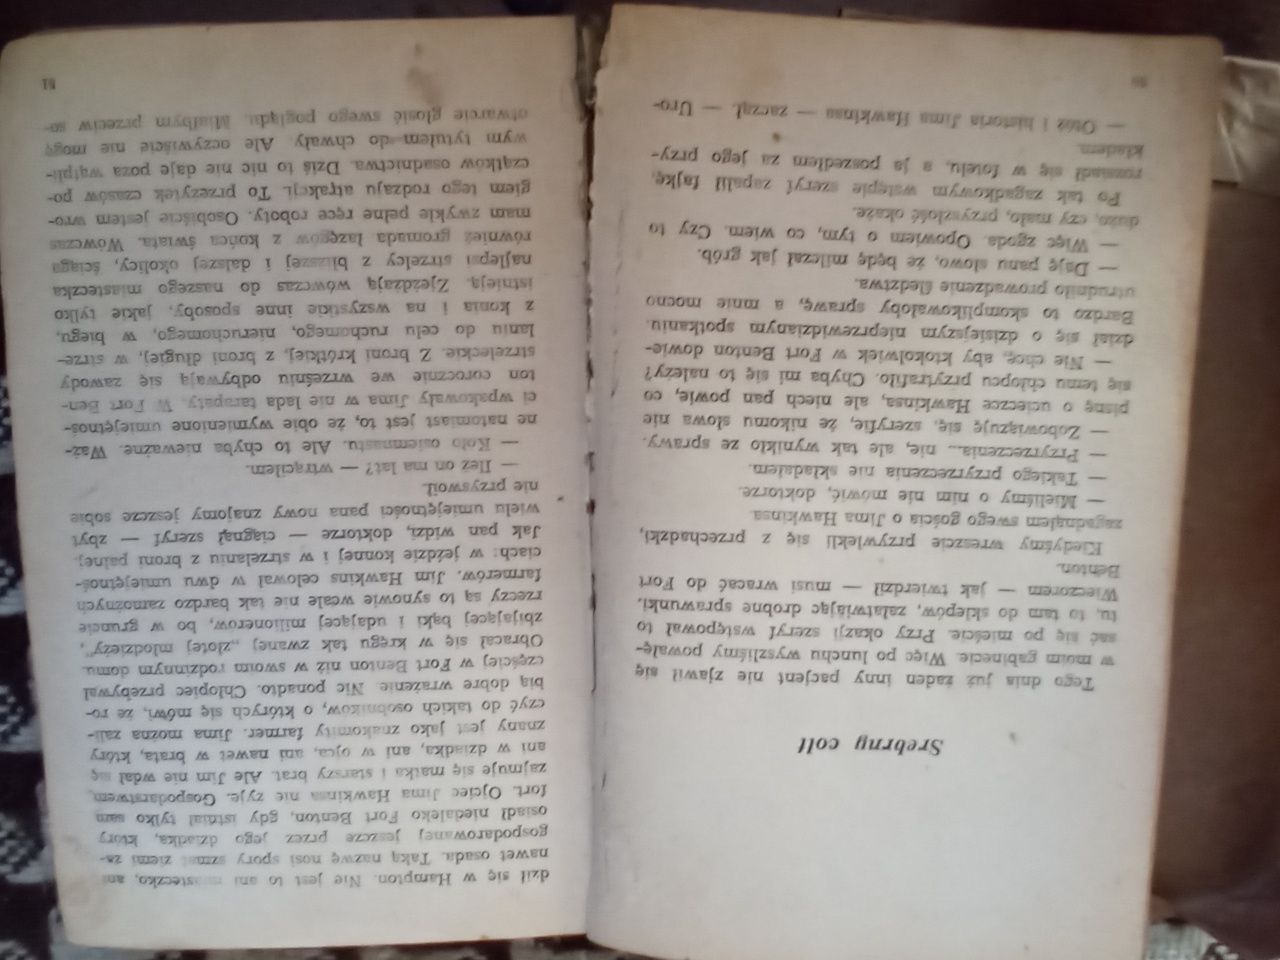 Srebrny colt
Tego dnia już żaden inny pacjent nie zjawił się
w moim gabinecie. Więc po lunchu wyszliśmy powałę-
sać się po mieście. Przy okazji szeryf wstępował to
tu, to tam do sklepów, załatwiając drobne sprawunki.
Wieczorem — jak twierdził — musi wracać do Fort
Benton.
Kiedyśmy wreszcie przywlekli się z przechadzki,
zagadnąłem swego gościa o Jima Hawkinsa.
— Mieliśmy o nim nie mówić, doktorze.
— Takiego przyrzeczenia nie składałem.
— Przyrzeczenia... nie, ale tak wynikło ze sprawy.
— Zobowiązuję się, szeryfie, że nikomu słowa nie
pisnę o ucieczce Hawkinsa, ale niech pan powie, co
się temu chłopcu przytrafiło. Chyba mi się to należy?
— Nie chcę, aby ktokolwiek w Fort Benton dowie-
dział się o dzisiejszym nieprzewidzianym spotkaniu.
Bardzo to skomplikowałoby sprawę, a mnie mocno
utrudniło prowadzenie śledztwa.
— Daję panu słowo, że będę milczał jak grób.
— Więc zgoda. Opowiem o tym, co wiem. Czy to
dużo, czy mało, przyszłość okaże.
Po tak zagadkowym wstępie szeryf zapalił fajkę,
rozsiadł się w fotelu, a ja poszedłem za jego przy-
kładem.
— Otóż i historia Jima Hawkinsa — zaczął. — Uro-
dził się w Hampton. Nie jest to ani miasteczko, ani
nawet osada. Taką nazwę nosi spory szmat ziemi za-
gospodarowanej jeszcze przez jego dziadka, który
osiadł niedaleko Fort Benton, gdy istniał tylko sam
fort. Ojciec Jima Hawkinsa nie żyje. Gospodarstwem
zajmuje się matka i starszy brat. Ale Jim nie wdał się
ani w dziadka, ani w ojca, ani nawet w brata, który
znany jest jako znakomity farmer. Jima można zali-
czyć do takich osobników, o których się mówi, że ro-
bią dobre wrażenie. Nic ponadto. Chłopiec przebywał
częściej w Fort Benton niż w swoim rodzinnym domu.
Obracał się w kręgu tak zwanej „złotej młodzieży”,
zbijającej bąki i udającej milionerów, bo w gruncie
rzeczy są to synowie wcale nie tak bardzo zamożnych
farmerów. Jim Hawkins celował w dwu umiejętnoś-
ciach: w jeździe konnej i w strzelaniu z broni palnej.
Jak pan widzi, doktorze — ciągnął szeryf — zbyt
wielu umiejętności pana nowy znajomy jeszcze sobie
nie przyswoił.
— Ileż on ma lat? — wtrąciłem.
— Koło osiemnastu. Ale to chyba nieważne. Waż-
ne natomiast jest to, że obie wymienione umiejętnoś-
ci wpakowały Jima w nie lada tarapaty. W Fort Ben-
ton corocznie we wrześniu odbywają się zawody
strzeleckie. Z broni krótkiej, z broni długiej, w strze-
laniu do celu ruchomego, nieruchomego, w biegu,
z konia i na wszystkie inne sposoby, jakie tylko
istnieją. Zjeżdżają wówczas do naszego miasteczka
najlepsi strzelcy z bliższej i dalszej okolicy, ściąga
również gromada łazęgów z końca świata. Wówczas
mam zwykle pełne ręce roboty. Osobiście jestem wro-
giem tego rodzaju atrakcji. To przeżytek czasów po-
czątków osadnictwa. Dziś to nic nie daje poza wątpli-
wym tytułem do chwały. Ale oczywiście nie mogę
otwarcie głosić swego poglądu. Miałbym przeciw so-
51